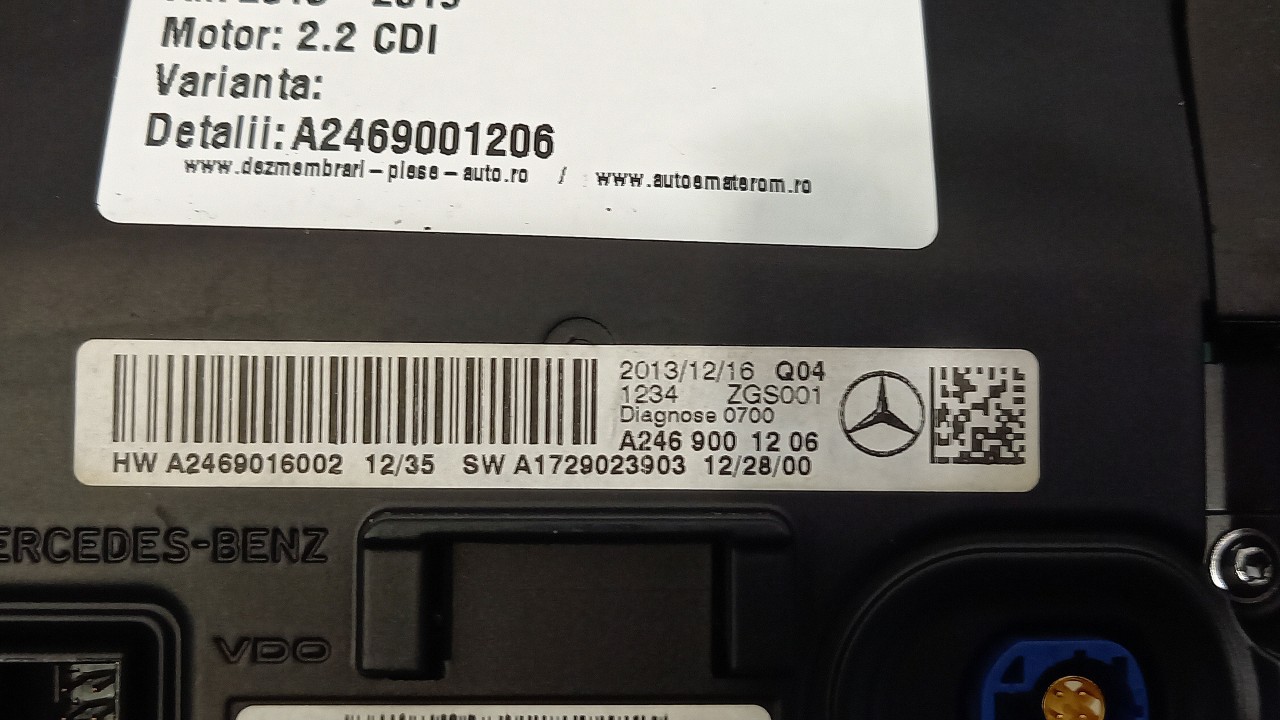 Motor: 2.2 CDI
Varianta:
Detalii: A2469001206
www.dezmembrari-piese-auto.ro / www.autoematerom.ro
2013/12/16 Q04
1234 ZGS001
Diagnose 0700
A246 900 12 06
HW A2469016002 12/35 SW A1729023903 12/28/00
ERCEDES-BENZ
VDO